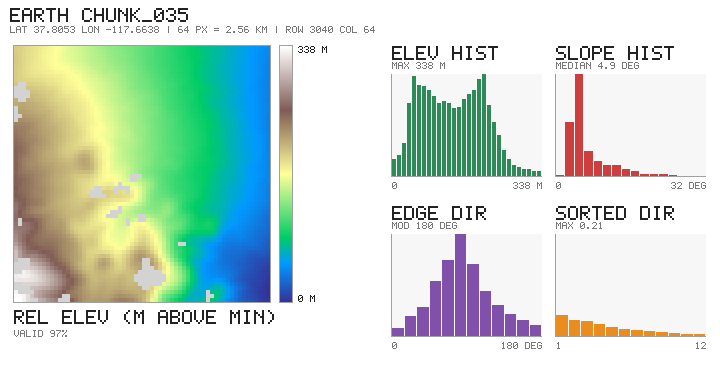 EARTH CHUNK_035
LAT 37.8053 LON -117.6638 | 64 PX = 2.56 KM | ROW 3040 COL 64
338 M
0 M
REL ELEV (M ABOVE MIN)
VALID 97%
ELEV HIST
MAX 338 M
0 338 M
SLOPE HIST
MEDIAN 4.9 DEG
0 32 DEG
EDGE DIR
MOD 180 DEG
0 180 DEG
SORTED DIR
MAX 0.21
1 12